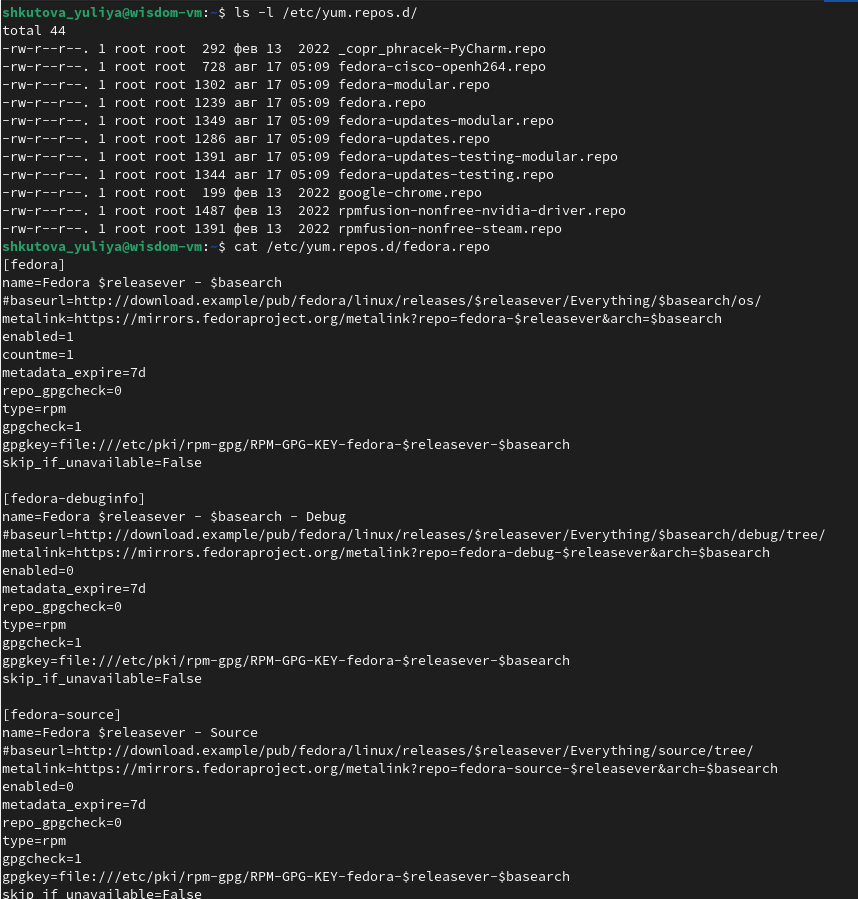 shkutova_yuliya@wisdom-vm:~$ ls -l /etc/yum.repos.d/
total 44
-rw-r--r--. 1 root root  292 фев 13  2022 _copr_phracek-PyCharm.repo
-rw-r--r--. 1 root root  728 авг 17 05:09 fedora-cisco-openh264.repo
-rw-r--r--. 1 root root 1302 авг 17 05:09 fedora-modular.repo
-rw-r--r--. 1 root root 1239 авг 17 05:09 fedora.repo
-rw-r--r--. 1 root root 1349 авг 17 05:09 fedora-updates-modular.repo
-rw-r--r--. 1 root root 1286 авг 17 05:09 fedora-updates.repo
-rw-r--r--. 1 root root 1391 авг 17 05:09 fedora-updates-testing-modular.repo
-rw-r--r--. 1 root root 1344 авг 17 05:09 fedora-updates-testing.repo
-rw-r--r--. 1 root root  199 фев 13  2022 google-chrome.repo
-rw-r--r--. 1 root root 1487 фев 13  2022 rpmfusion-nonfree-nvidia-driver.repo
-rw-r--r--. 1 root root 1391 фев 13  2022 rpmfusion-nonfree-steam.repo
shkutova_yuliya@wisdom-vm:~$ cat /etc/yum.repos.d/fedora.repo
[fedora]
name=Fedora $releasever - $basearch
#baseurl=http://download.example/pub/fedora/linux/releases/$releasever/Everything/$basearch/os/
metalink=https://mirrors.fedoraproject.org/metalink?repo=fedora-$releasever&arch=$basearch
enabled=1
countme=1
metadata_expire=7d
repo_gpgcheck=0
type=rpm
gpgcheck=1
gpgkey=file:///etc/pki/rpm-gpg/RPM-GPG-KEY-fedora-$releasever-$basearch
skip_if_unavailable=False

[fedora-debuginfo]
name=Fedora $releasever - $basearch - Debug
#baseurl=http://download.example/pub/fedora/linux/releases/$releasever/Everything/$basearch/debug/tree/
metalink=https://mirrors.fedoraproject.org/metalink?repo=fedora-debug-$releasever&arch=$basearch
enabled=0
metadata_expire=7d
repo_gpgcheck=0
type=rpm
gpgcheck=1
gpgkey=file:///etc/pki/rpm-gpg/RPM-GPG-KEY-fedora-$releasever-$basearch
skip_if_unavailable=False

[fedora-source]
name=Fedora $releasever - Source
#baseurl=http://download.example/pub/fedora/linux/releases/$releasever/Everything/source/tree/
metalink=https://mirrors.fedoraproject.org/metalink?repo=fedora-source-$releasever&arch=$basearch
enabled=0
metadata_expire=7d
repo_gpgcheck=0
type=rpm
gpgcheck=1
gpgkey=file:///etc/pki/rpm-gpg/RPM-GPG-KEY-fedora-$releasever-$basearch
skip_if_unavailable=False